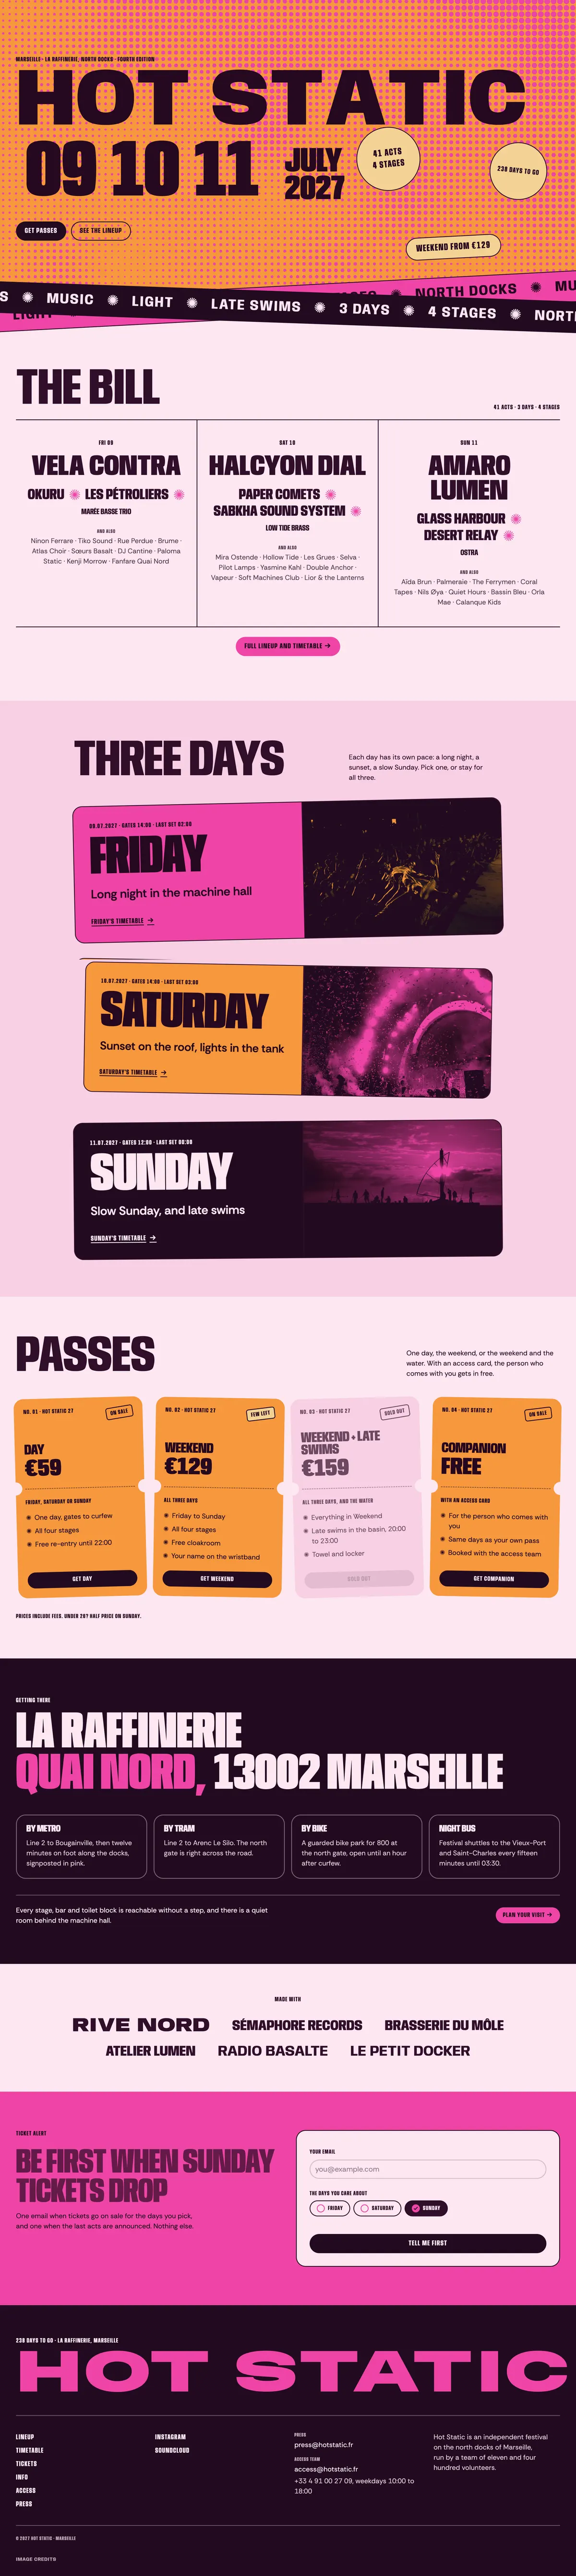 MARSEILLE · LA RAFFINERIE, NORTH DOCKS · FOURTH EDITION
HOT STATIC
09 10 11
JULY
2027
41 ACTS
4 STAGES
238 DAYS TO GO
GET PASSES
SEE THE LINEUP
WEEKEND FROM €129
NORTH DOCKS
MUSIC
LIGHT
LATE SWIMS
3 DAYS
4 STAGES
THE BILL
41 ACTS · 3 DAYS · 4 STAGES
FRI 09
VELA CONTRA
OKURU LES PÉTROLIERS
MARÉE BASSE TRIO
AND ALSO
Ninon Ferrare · Tiko Sound · Rue Perdue · Brume ·
Atlas Choir · Sœurs Basalt · DJ Cantine · Paloma
Static · Kenji Morrow · Fanfare Quai Nord
SAT 10
HALCYON DIAL
PAPER COMETS
SABKHA SOUND SYSTEM
LOW TIDE BRASS
AND ALSO
Mira Ostende · Hollow Tide · Les Grues · Selva ·
Pilot Lamps · Yasmine Kahl · Double Anchor ·
Vapeur · Soft Machines Club · Lior & the Lanterns
SUN 11
AMARO
LUMEN
GLASS HARBOUR
DESERT RELAY
OSTRA
AND ALSO
Aïda Brun · Palmeraie · The Ferrymen · Coral
Tapes · Nils Øya · Quiet Hours · Bassin Bleu · Orla
Mae · Calanque Kids
FULL LINEUP AND TIMETABLE →
THREE DAYS
Each day has its own pace: a long night, a
sunset, a slow Sunday. Pick one, or stay for
all three.
09.07.2027 · GATES 14:00 · LAST SET 02:00
FRIDAY
Long night in the machine hall
FRIDAY'S TIMETABLE →
10.07.2027 · GATES 14:00 · LAST SET 03:00
SATURDAY
Sunset on the roof, lights in the tank
SATURDAY'S TIMETABLE →
11.07.2027 · GATES 12:00 · LAST SET 00:00
SUNDAY
Slow Sunday, and late swims
SUNDAY'S TIMETABLE →
PASSES
One day, the weekend, or the weekend and the
water. With an access card, the person who
comes with you gets in free.
NO. 01 · HOT STATIC 27
ON SALE
DAY
€59
FRIDAY, SATURDAY OR SUNDAY
One day, gates to curfew
All four stages
Free re-entry until 22:00
GET DAY
NO. 02 · HOT STATIC 27
FEW LEFT
WEEKEND
€129
ALL THREE DAYS
Friday to Sunday
All four stages
Free cloakroom
Your name on the wristband
GET WEEKEND
NO. 03 · HOT STATIC 27
SOLD OUT
WEEKEND + LATE
SWIMS
€159
ALL THREE DAYS, AND THE WATER
Everything in Weekend
Late swims in the basin, 20:00
to 23:00
Towel and locker
SOLD OUT
NO. 04 · HOT STATIC 27
ON SALE
COMPANION
FREE
WITH AN ACCESS CARD
For the person who comes with
you
Same days as your own pass
Booked with the access team
GET COMPANION
PRICES INCLUDE FEES. UNDER 26? HALF PRICE ON SUNDAY.
GETTING THERE
LA RAFFINERIE
QUAI NORD, 13002 MARSEILLE
BY METRO
Line 2 to Bougainville, then twelve
minutes on foot along the docks,
signposted in pink.
BY TRAM
Line 2 to Arenc Le Silo. The north
gate is right across the road.
BY BIKE
A guarded bike park for 800 at
the north gate, open until an hour
after curfew.
NIGHT BUS
Festival shuttles to the Vieux-Port
and Saint-Charles every fifteen
minutes until 03:30.
Every stage, bar and toilet block is reachable without a step, and there is a quiet
room behind the machine hall.
PLAN YOUR VISIT →
MADE WITH
RIVE NORD
SÉMAPHORE RECORDS
BRASSERIE DU MÔLE
ATELIER LUMEN
RADIO BASALTE
LE PETIT DOCKER
TICKET ALERT
BE FIRST WHEN SUNDAY
TICKETS DROP
One email when tickets go on sale for the days you pick,
and one when the last acts are announced. Nothing else.
YOUR EMAIL
you@example.com
THE DAYS YOU CARE ABOUT
FRIDAY
SATURDAY
SUNDAY
TELL ME FIRST
238 DAYS TO GO · LA RAFFINERIE, MARSEILLE
HOT STATIC
LINEUP
TIMETABLE
TICKETS
INFO
ACCESS
PRESS
INSTAGRAM
SOUNDCLOUD
PRESS
press@hotstatic.fr
ACCESS TEAM
access@hotstatic.fr
+33 4 91 00 27 09, weekdays 10:00 to
18:00
Hot Static is an independent festival
on the north docks of Marseille,
run by a team of eleven and four
hundred volunteers.
© 2027 HOT STATIC · MARSEILLE
IMAGE CREDITS